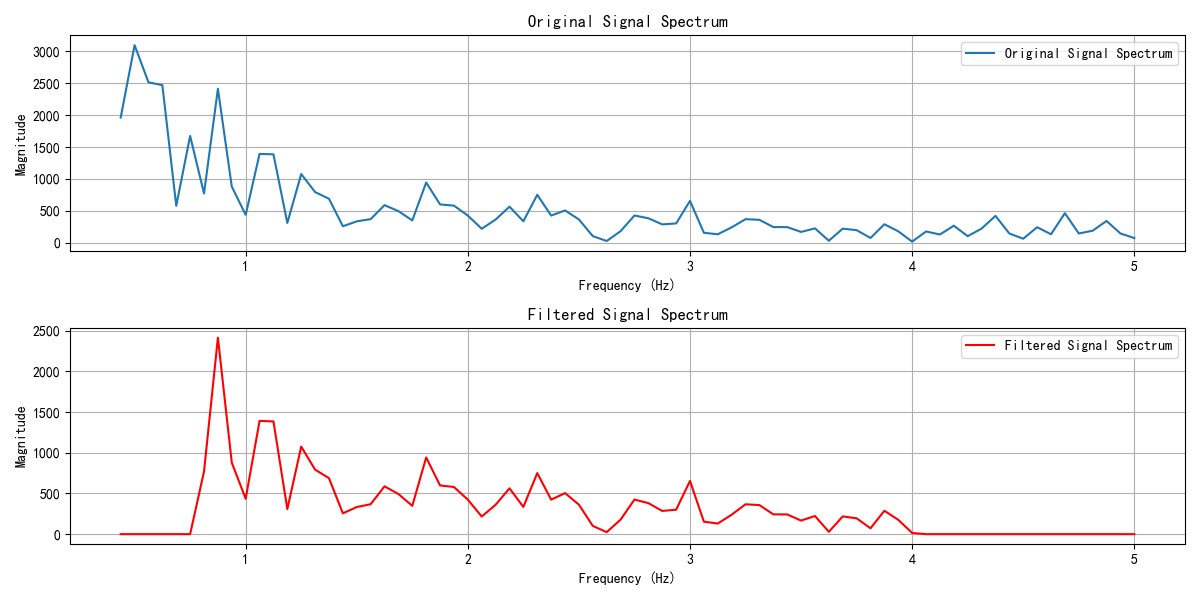 Original Signal Spectrum
Original Signal Spectrum
Magnitude
3000
2500
2000
1500
1000
500
0
1 2 3 4 5
Frequency (Hz)
Filtered Signal Spectrum
Filtered Signal Spectrum
Magnitude
2500
2000
1500
1000
500
0
1 2 3 4 5
Frequency (Hz)